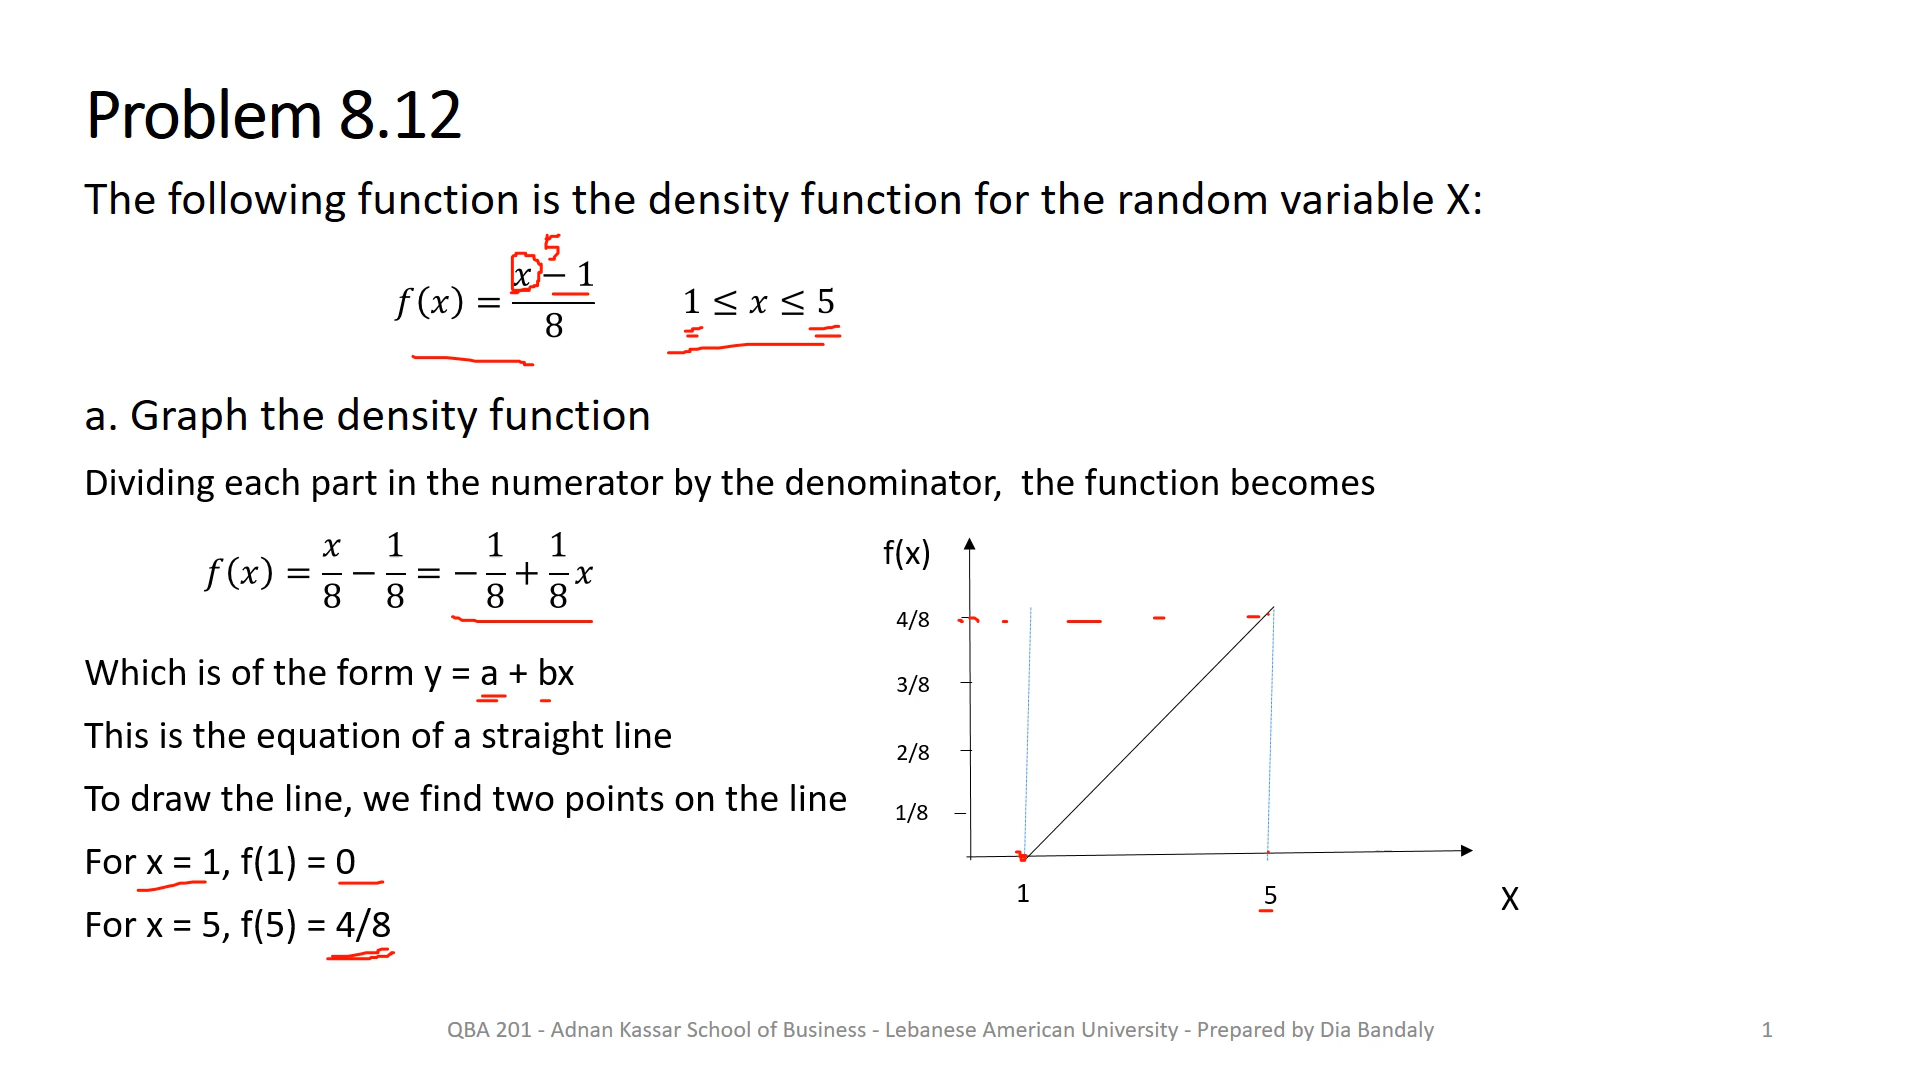 Problem 8.12
The following function is the density function for the random variable X:
5
f(x) = (x − 1)/8    1 ≤ x ≤ 5
a. Graph the density function
Dividing each part in the numerator by the denominator,  the function becomes
f(x) = x/8 − 1/8 = −1/8 + 1/8 x
Which is of the form y = a + bx
This is the equation of a straight line
To draw the line, we find two points on the line
For x = 1, f(1) = 0
For x = 5, f(5) = 4/8
f(x)
4/8
3/8
2/8
1/8
1 5 X
QBA 201 - Adnan Kassar School of Business - Lebanese American University - Prepared by Dia Bandaly 1